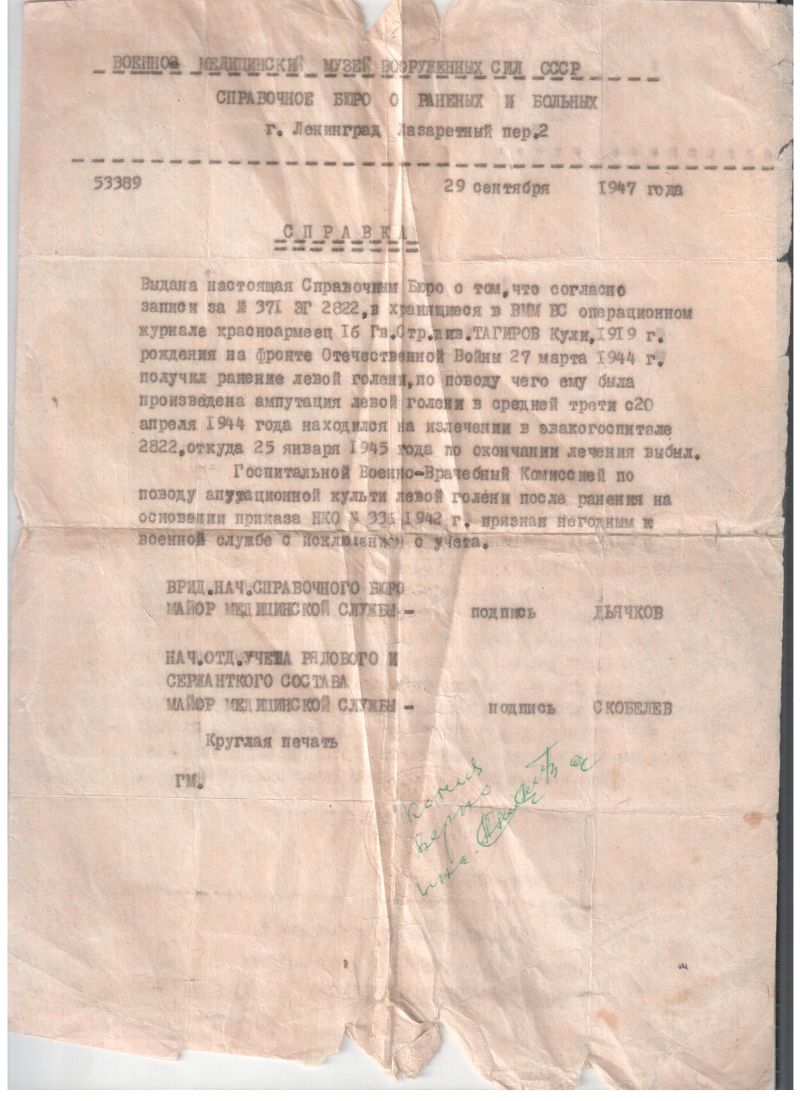 ВОЕННОЕ МЕДИЦИНСКИЙ МУЗЕЙ ВООРУЖЕННЫХ СИЛ СССР
СПРАВОЧНОЕ БЮРО О РАНЕНЫХ И БОЛЬНЫХ
г. Ленинград Лазаретный пер.2
53389 29 сентября 1947 года
СПРАВКА
Выдана настоящая Справочным Бюро о том,что согласно
записи за № 371 ЭГ 2822,в хранящиеся в ВММ ВС операционном
журнале красноармеец 16 Гв.Стр.див.ТАГИРОВ Кули,1919 г.
рождения на фронте Отечественной Войны 27 марта 1944 г.
получил ранение левой голени,по поводу чего ему была
произведена ампутация левой голени в средней трети с20
апреля 1944 года находился на излечении в эвакогоспитале
2822,откуда 25 января 1945 года по окончании лечения выбыл.
Госпитальной Военно-Врачебный Комиссией по
поводу апутационной культи левой голени после ранения на
основании приказа НКО № 336 1942 г. признан негодным к
военной службе с исключением с учета.
ВРИД.НАЧ.СПРАВОЧНОГО БЮРО
МАЙОР МЕДИЦИНСКОЙ СЛУЖБЫ - подпись ДЬЯЧКОВ
НАЧ.ОТД.УЧЕТА РЯДОВОГО И
СЕРЖАНТКОГО СОСТАВА
МАЙОР МЕДИЦИНСКОЙ СЛУЖБЫ - подпись СКОБЕЛЕВ
Круглая печать
ГМ.
верно